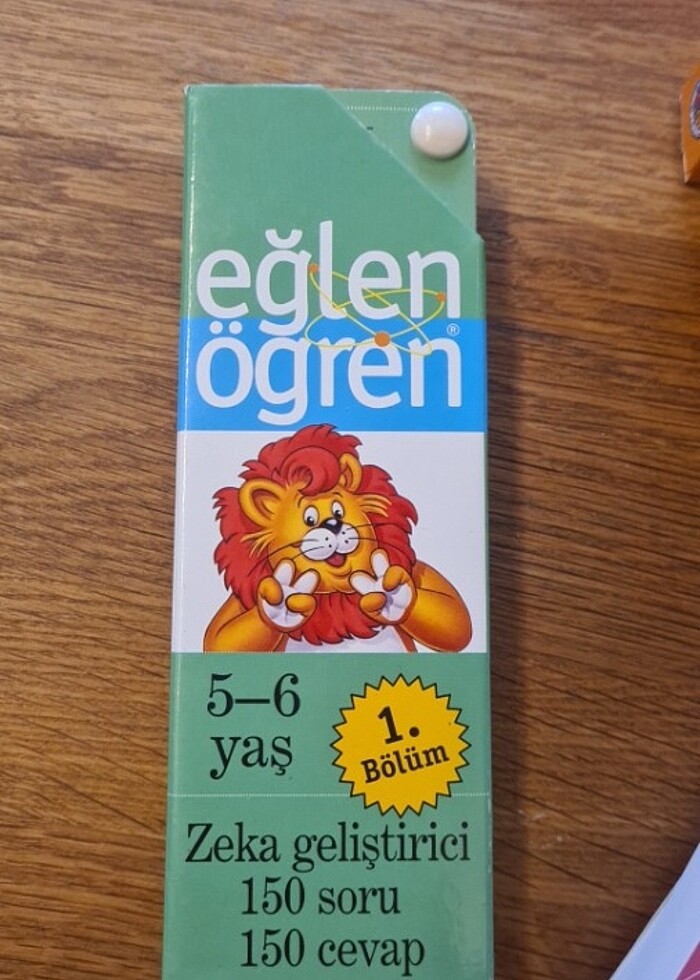 eğlen
öğren®
5–6
yaş
1.
Bölüm
Zeka geliştirici
150 soru
150 cevap